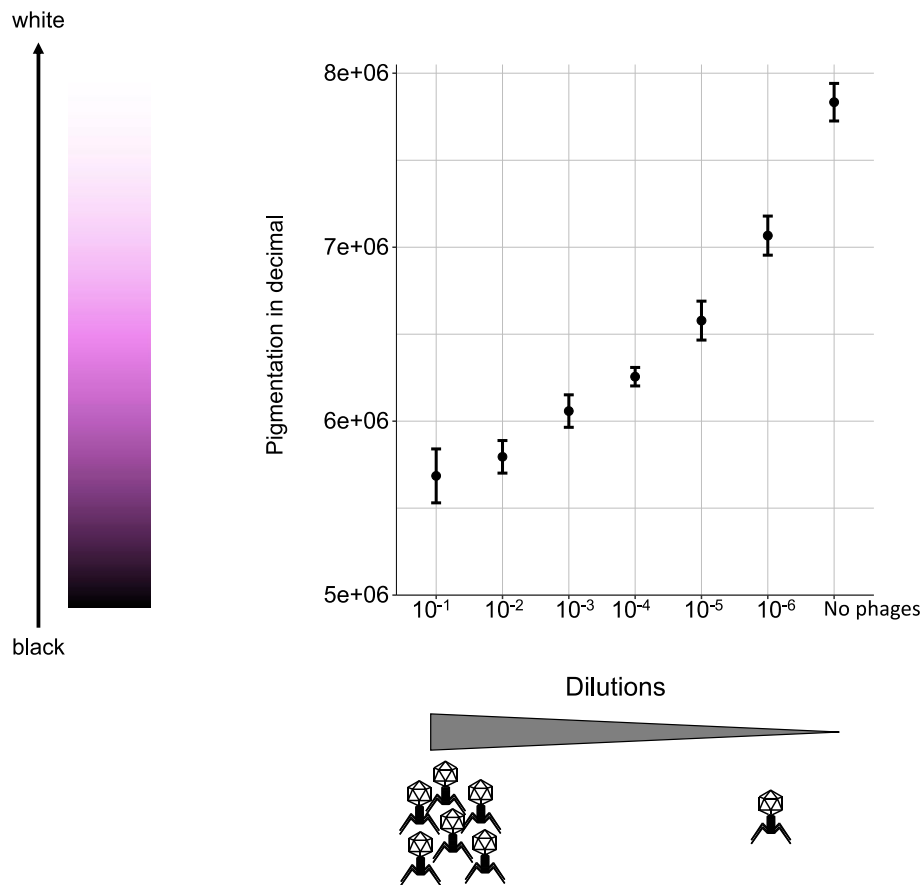 white
black
Pigmentation in decimal
8e+06
7e+06
6e+06
5e+06
10⁻¹ 10⁻² 10⁻³ 10⁻⁴ 10⁻⁵ 10⁻⁶ No phages
Dilutions